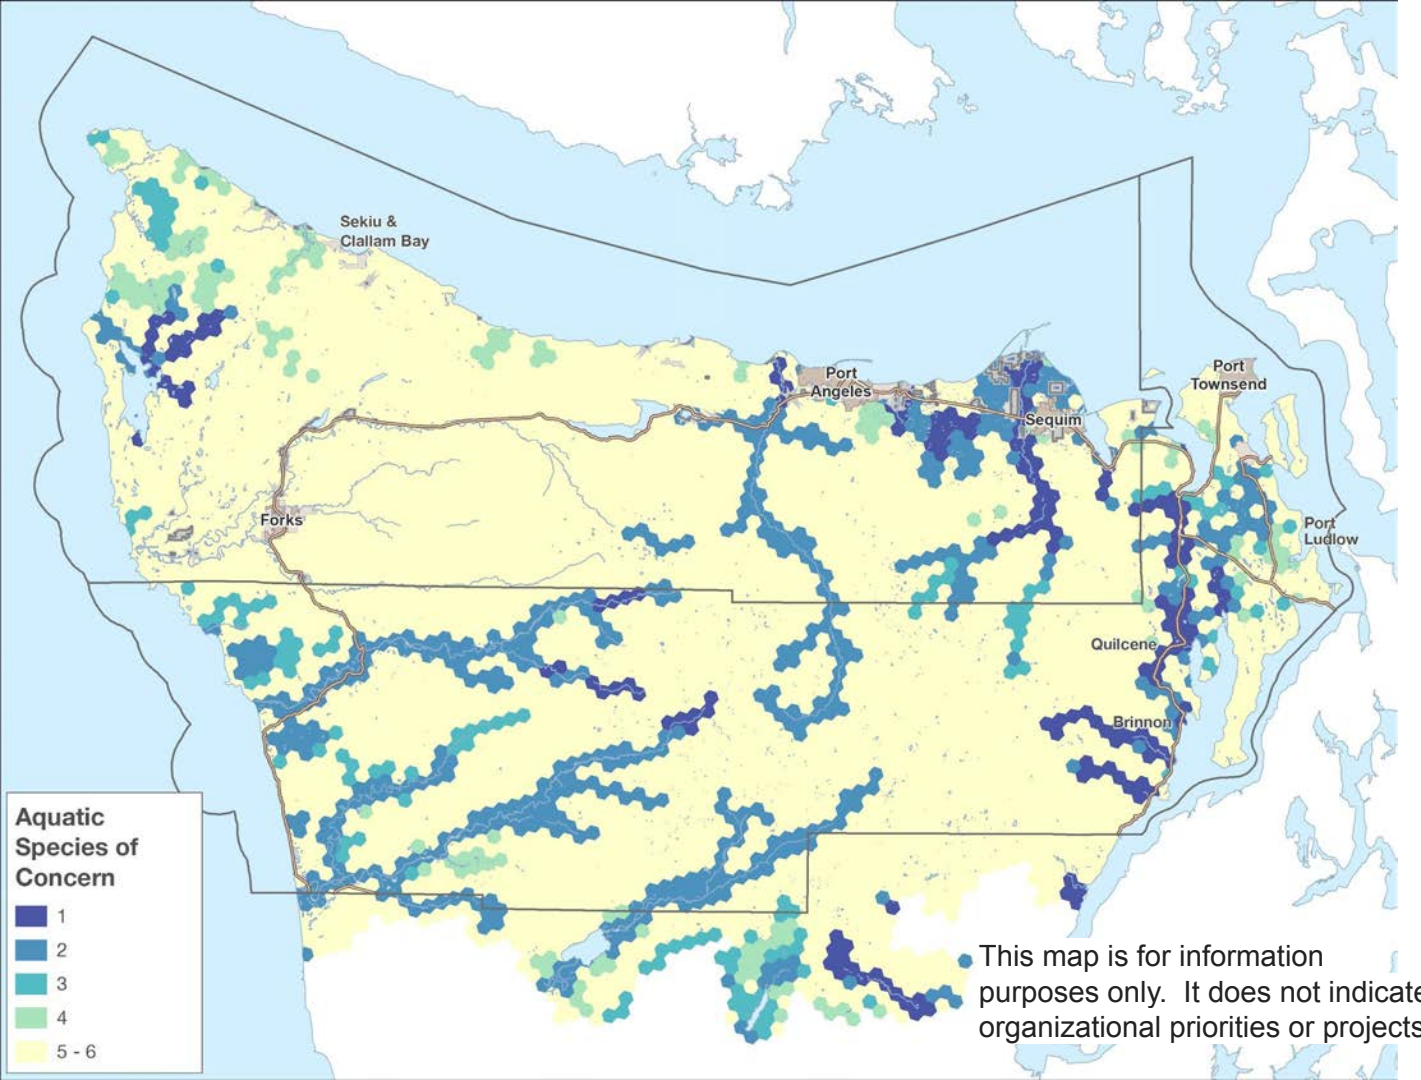 Sekiu &
Clallam Bay
Port
Angeles
Port
Townsend
Sequim
Forks
Port
Ludlow
Quilcene
Brinnon
Aquatic
Species of
Concern
1
2
3
4
5 - 6
This map is for information
purposes only. It does not indicate
organizational priorities or projects